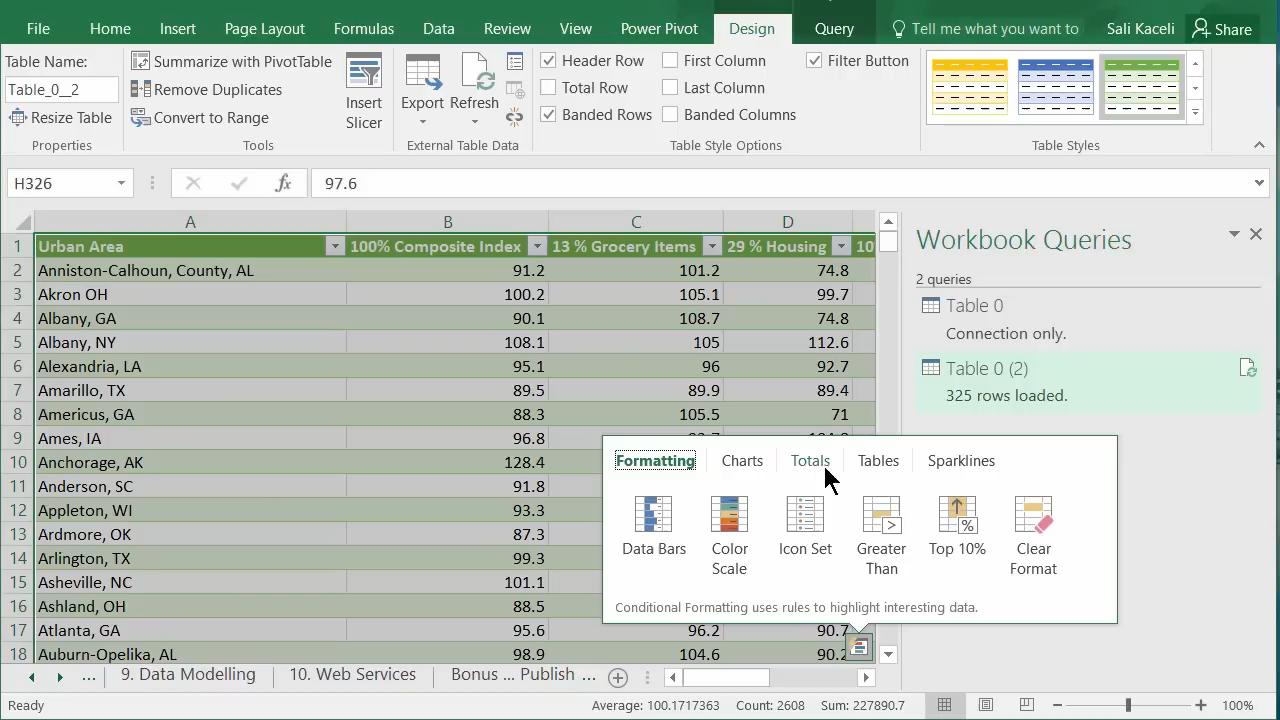 File Home Insert Page Layout Formulas Data Review View Power Pivot Design Query Tell me what you want to Sali Kaceli Share
Table Name:
Table_0__2
Resize Table
Properties
Summarize with PivotTable
Remove Duplicates
Convert to Range
Tools
Insert Slicer
Export Refresh
External Table Data
Header Row First Column Filter Button
Total Row Last Column
Banded Rows Banded Columns
Table Style Options
Table Styles
H326 fx 97.6
A B C D
1 Urban Area 100% Composite Index 13 % Grocery Items 29 % Housing 10
2 Anniston-Calhoun, County, AL 91.2 101.2 74.8
3 Akron OH 100.2 105.1 99.7
4 Albany, GA 90.1 108.7 74.8
5 Albany, NY 108.1 105 112.6
6 Alexandria, LA 95.1 96 92.7
7 Amarillo, TX 89.5 89.9 89.4
8 Americus, GA 88.3 105.5 71
9 Ames, IA 96.8
10 Anchorage, AK 128.4
11 Anderson, SC 91.8
12 Appleton, WI 93.3
13 Ardmore, OK 87.3
14 Arlington, TX 99.3
15 Asheville, NC 101.1
16 Ashland, OH 88.5
17 Atlanta, GA 95.6 96.2 90.7
18 Auburn-Opelika, AL 98.9 104.6 90.2
Formatting Charts Totals Tables Sparklines
Data Bars Color Scale Icon Set Greater Than Top 10% Clear Format
Conditional Formatting uses rules to highlight interesting data.
Workbook Queries
2 queries
Table 0
Connection only.
Table 0 (2)
325 rows loaded.
... 9. Data Modelling 10. Web Services Bonus ... Publish ...
Ready Average: 100.1717363 Count: 2608 Sum: 227890.7 100%